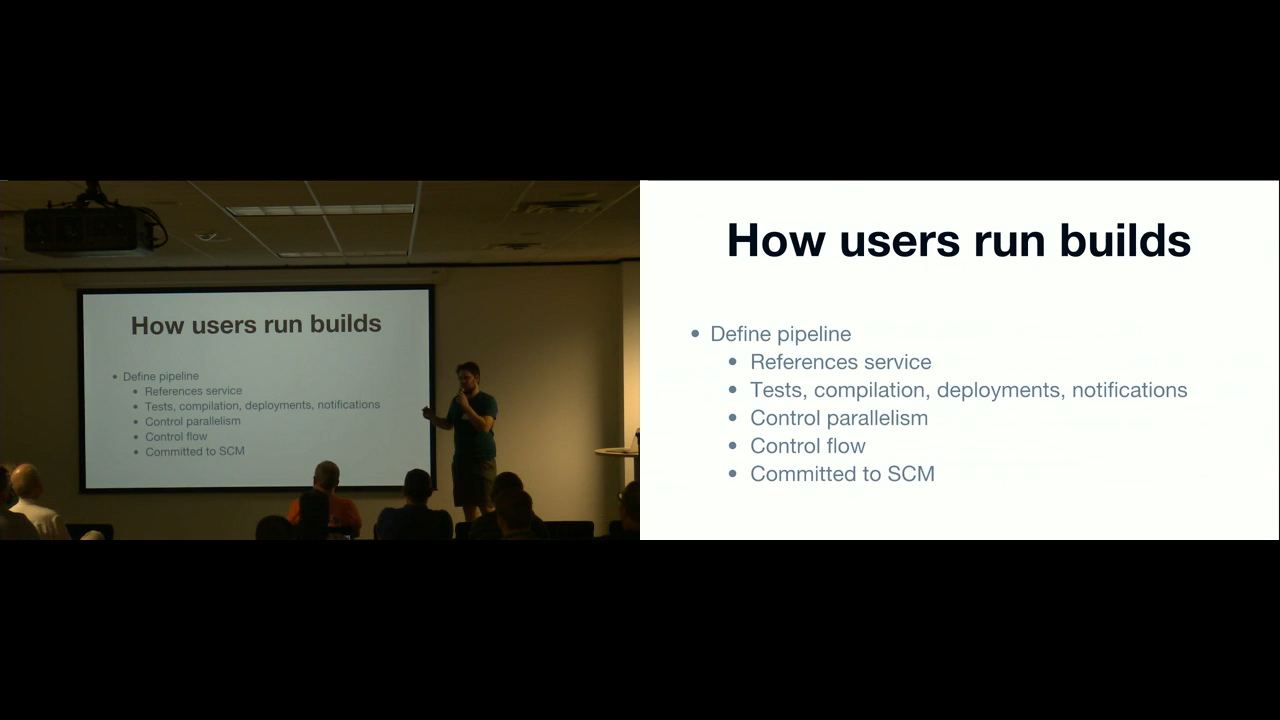 How users run builds
• Define pipeline
• References service
• Tests, compilation, deployments, notifications
• Control parallelism
• Control flow
• Committed to SCM
How users run builds
• Define pipeline
• References service
• Tests, compilation, deployments, notifications
• Control parallelism
• Control flow
• Committed to SCM